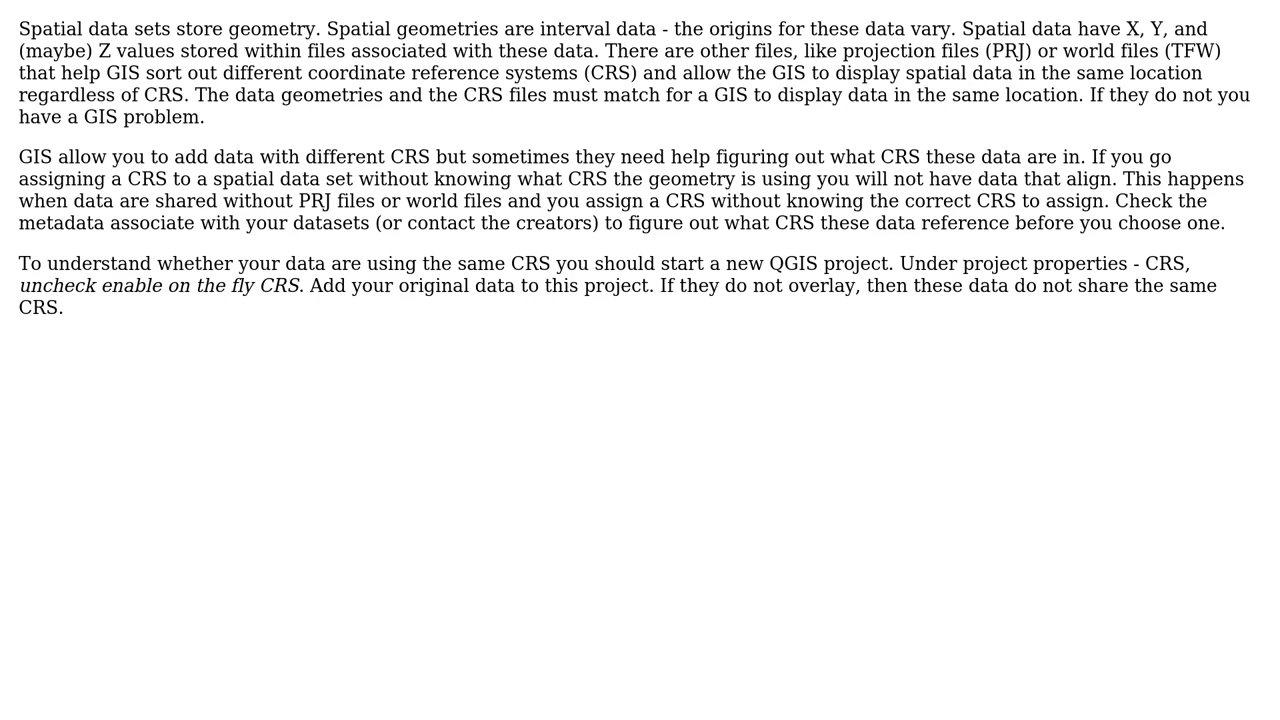 Spatial data sets store geometry. Spatial geometries are interval data - the origins for these data vary. Spatial data have X, Y, and
(maybe) Z values stored within files associated with these data. There are other files, like projection files (PRJ) or world files (TFW)
that help GIS sort out different coordinate reference systems (CRS) and allow the GIS to display spatial data in the same location
regardless of CRS. The data geometries and the CRS files must match for a GIS to display data in the same location. If they do not you
have a GIS problem.
GIS allow you to add data with different CRS but sometimes they need help figuring out what CRS these data are in. If you go
assigning a CRS to a spatial data set without knowing what CRS the geometry is using you will not have data that align. This happens
when data are shared without PRJ files or world files and you assign a CRS without knowing the correct CRS to assign. Check the
metadata associate with your datasets (or contact the creators) to figure out what CRS these data reference before you choose one.
To understand whether your data are using the same CRS you should start a new QGIS project. Under project properties - CRS,
uncheck enable on the fly CRS. Add your original data to this project. If they do not overlay, then these data do not share the same
CRS.